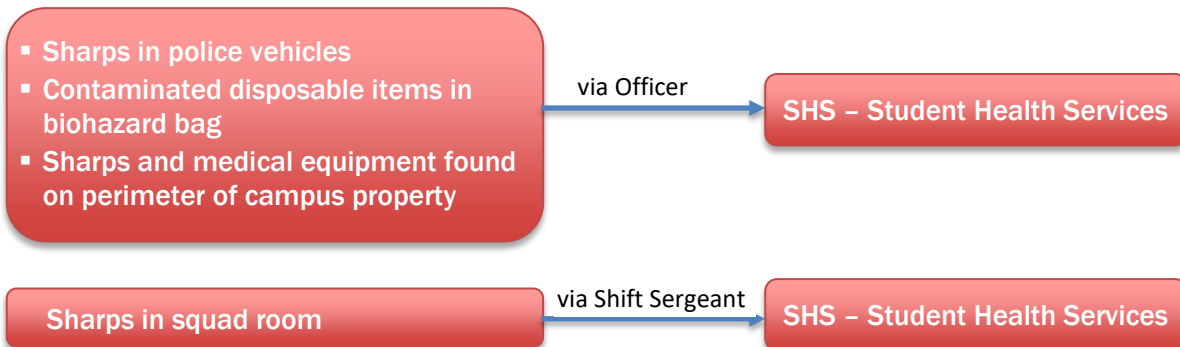 ▪ Sharps in police vehicles
▪ Contaminated disposable items in
biohazard bag
▪ Sharps and medical equipment found
on perimeter of campus property
via Officer
SHS – Student Health Services
Sharps in squad room
via Shift Sergeant
SHS – Student Health Services